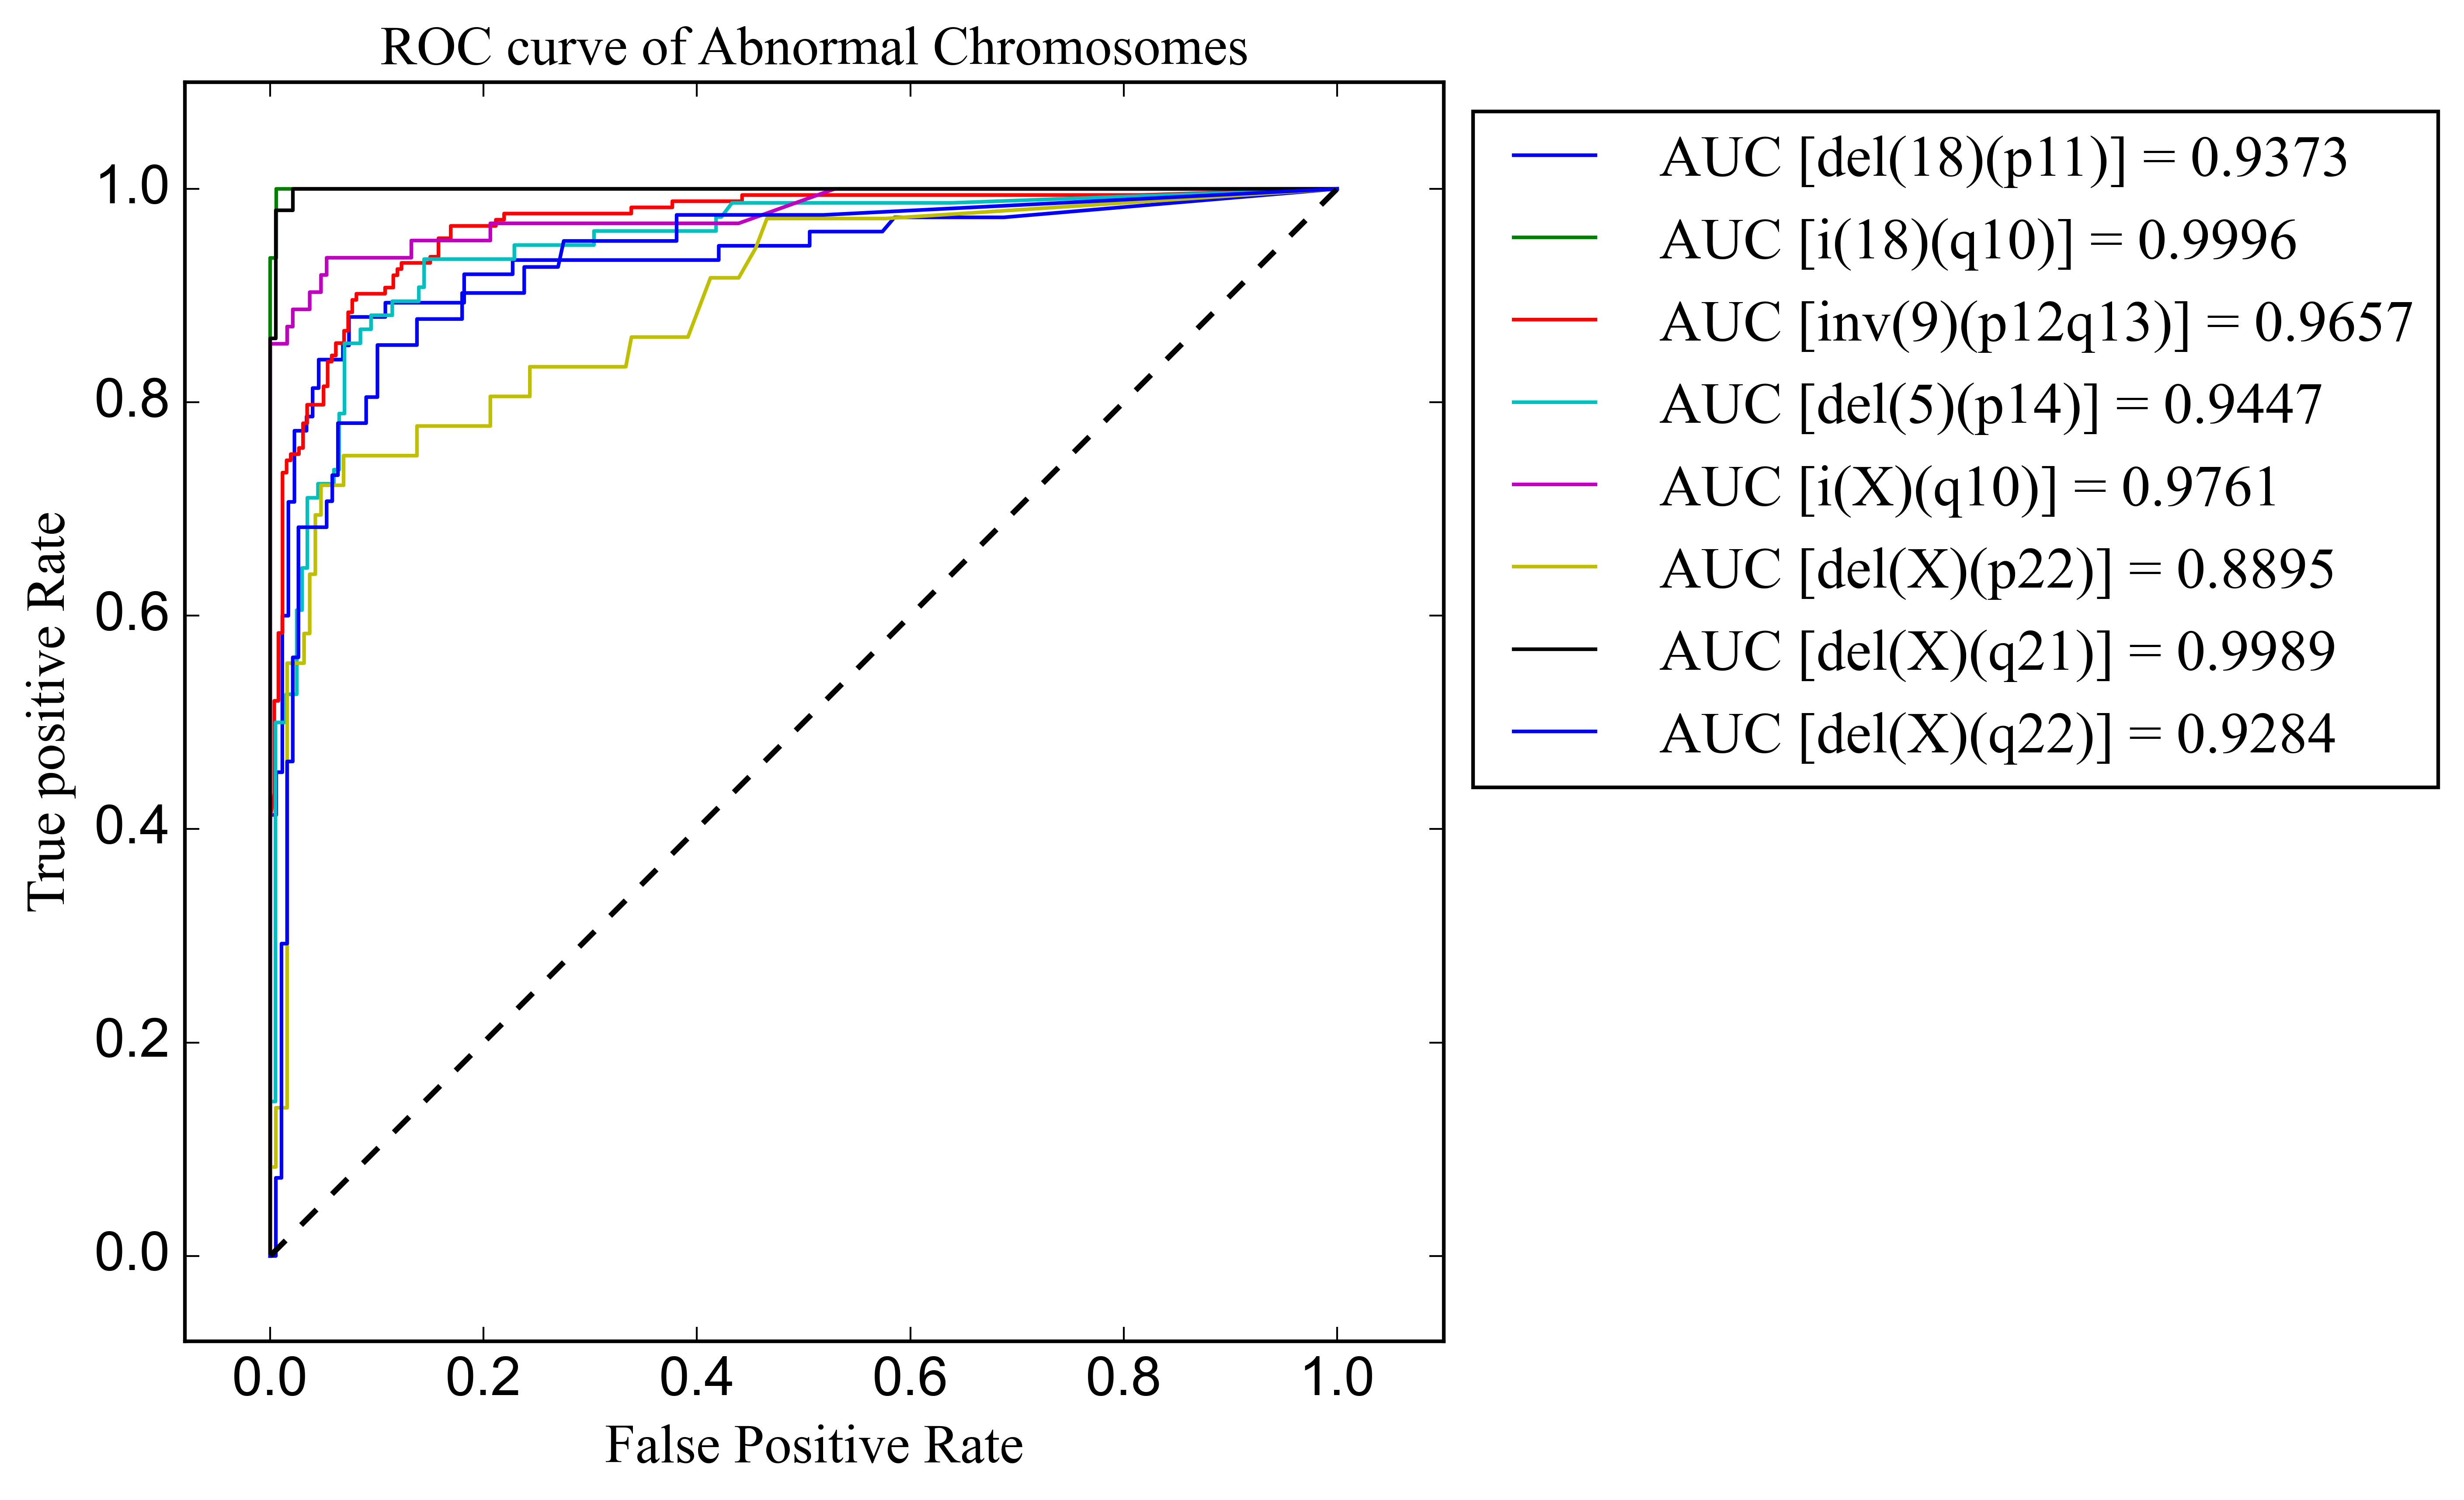 ROC curve of Abnormal Chromosomes
AUC [del(18)(p11)] = 0.9373
AUC [i(18)(q10)] = 0.9996
AUC [inv(9)(p12q13)] = 0.9657
AUC [del(5)(p14)] = 0.9447
AUC [i(X)(q10)] = 0.9761
AUC [del(X)(p22)] = 0.8895
AUC [del(X)(q21)] = 0.9989
AUC [del(X)(q22)] = 0.9284
True positive Rate
1.0
0.8
0.6
0.4
0.2
0.0
0.0 0.2 0.4 0.6 0.8 1.0
False Positive Rate